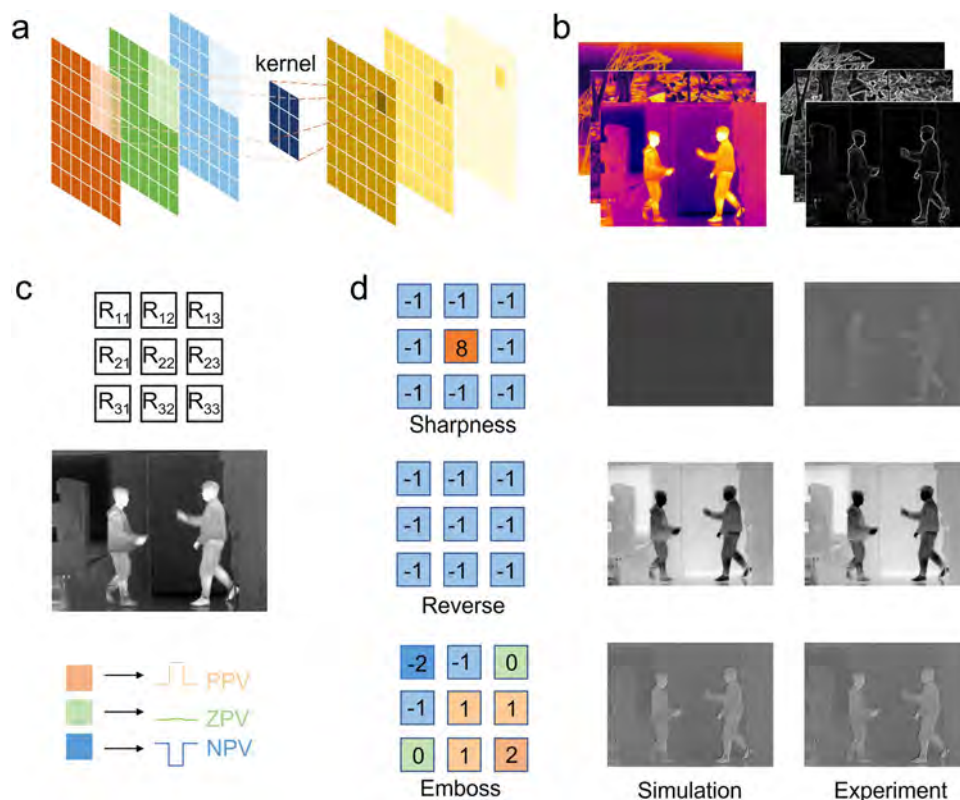 a
kernel
b
c
R11 R12 R13
R21 R22 R23
R31 R32 R33
PPV
ZPV
NPV
d
-1 -1 -1
-1 8 -1
-1 -1 -1
Sharpness
-1 -1 -1
-1 -1 -1
-1 -1 -1
Reverse
-2 -1 0
-1 1 1
0 1 2
Emboss
Simulation
Experiment